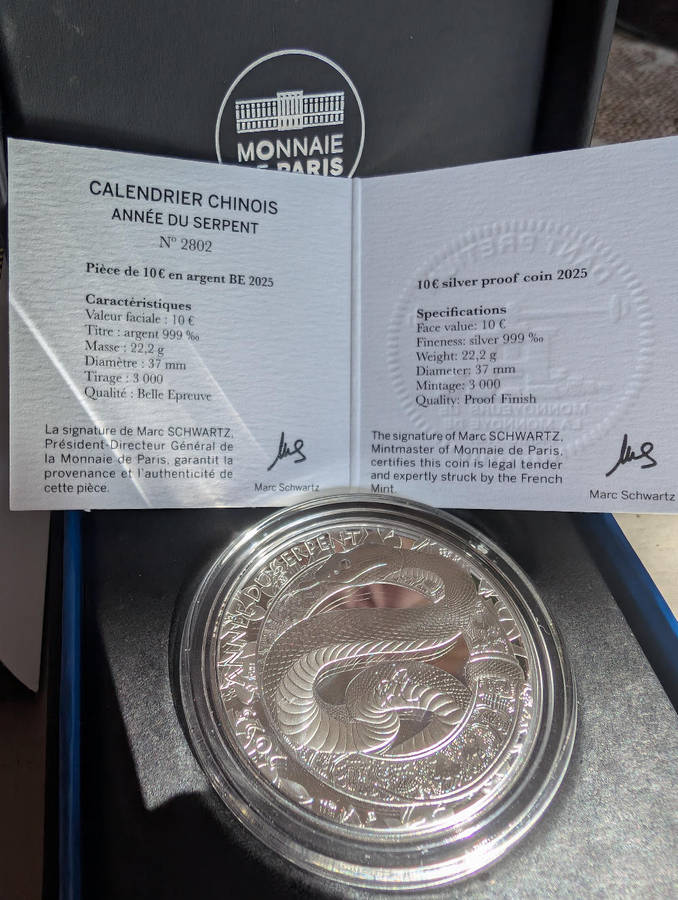 MONNAIE
DE PARIS
CALENDRIER CHINOIS
ANNÉE DU SERPENT
N° 2802
Pièce de 10€ en argent BE 2025
Caractéristiques
Valeur faciale : 10 €
Titre : argent 999 ‰
Masse : 22,2 g
Diamètre : 37 mm
Tirage : 3 000
Qualité : Belle Epreuve
La signature de Marc SCHWARTZ,
Président-Directeur Général de
la Monnaie de Paris, garantit la
provenance et l'authenticité de
cette pièce.
Marc Schwartz
10€ silver proof coin 2025
Specifications
Face value: 10 €
Fineness: silver 999 ‰
Weight: 22,2 g
Diameter: 37 mm
Mintage: 3 000
Quality: Proof Finish
The signature of Marc SCHWARTZ,
Mintmaster of Monnaie de Paris,
certifies this coin is legal tender
and expertly struck by the French
Mint.
Marc Schwartz
ANNÉE DU SERPENT
2025